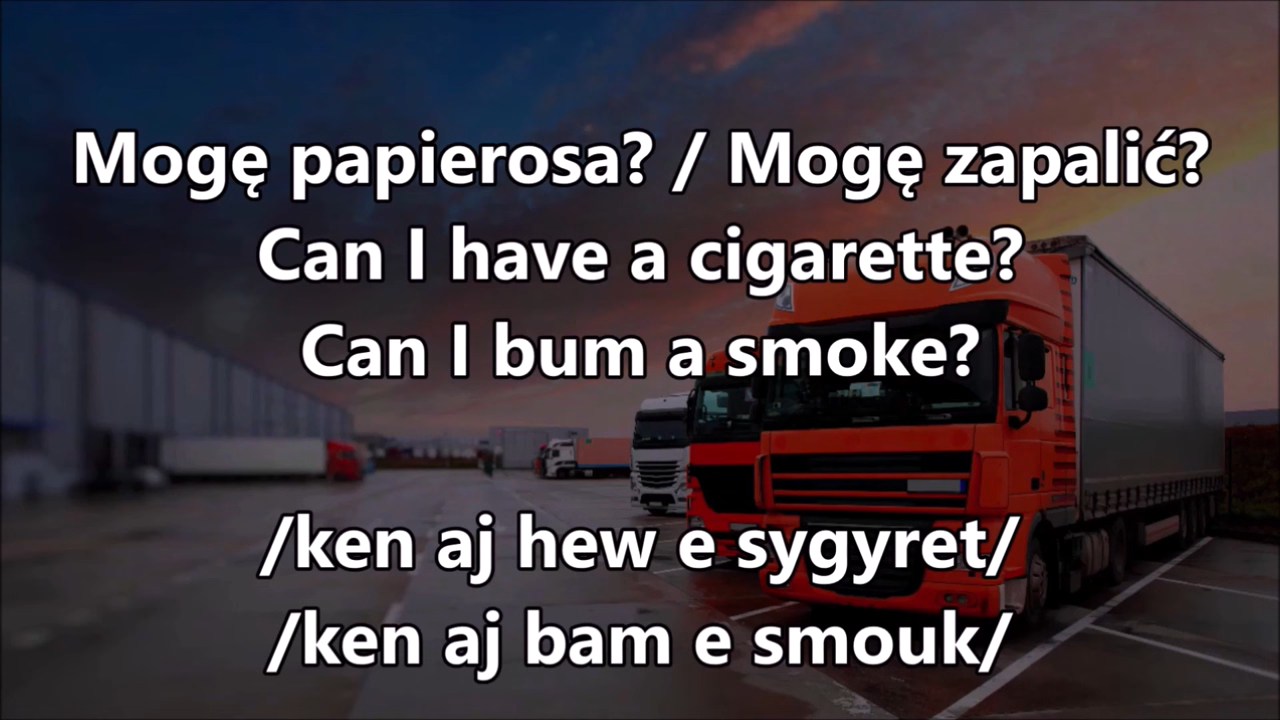 Mogę papierosa? / Mogę zapalić?
Can I have a cigarette?
Can I bum a smoke?
/ken aj hew e sygyret/
/ken aj bam e smouk/